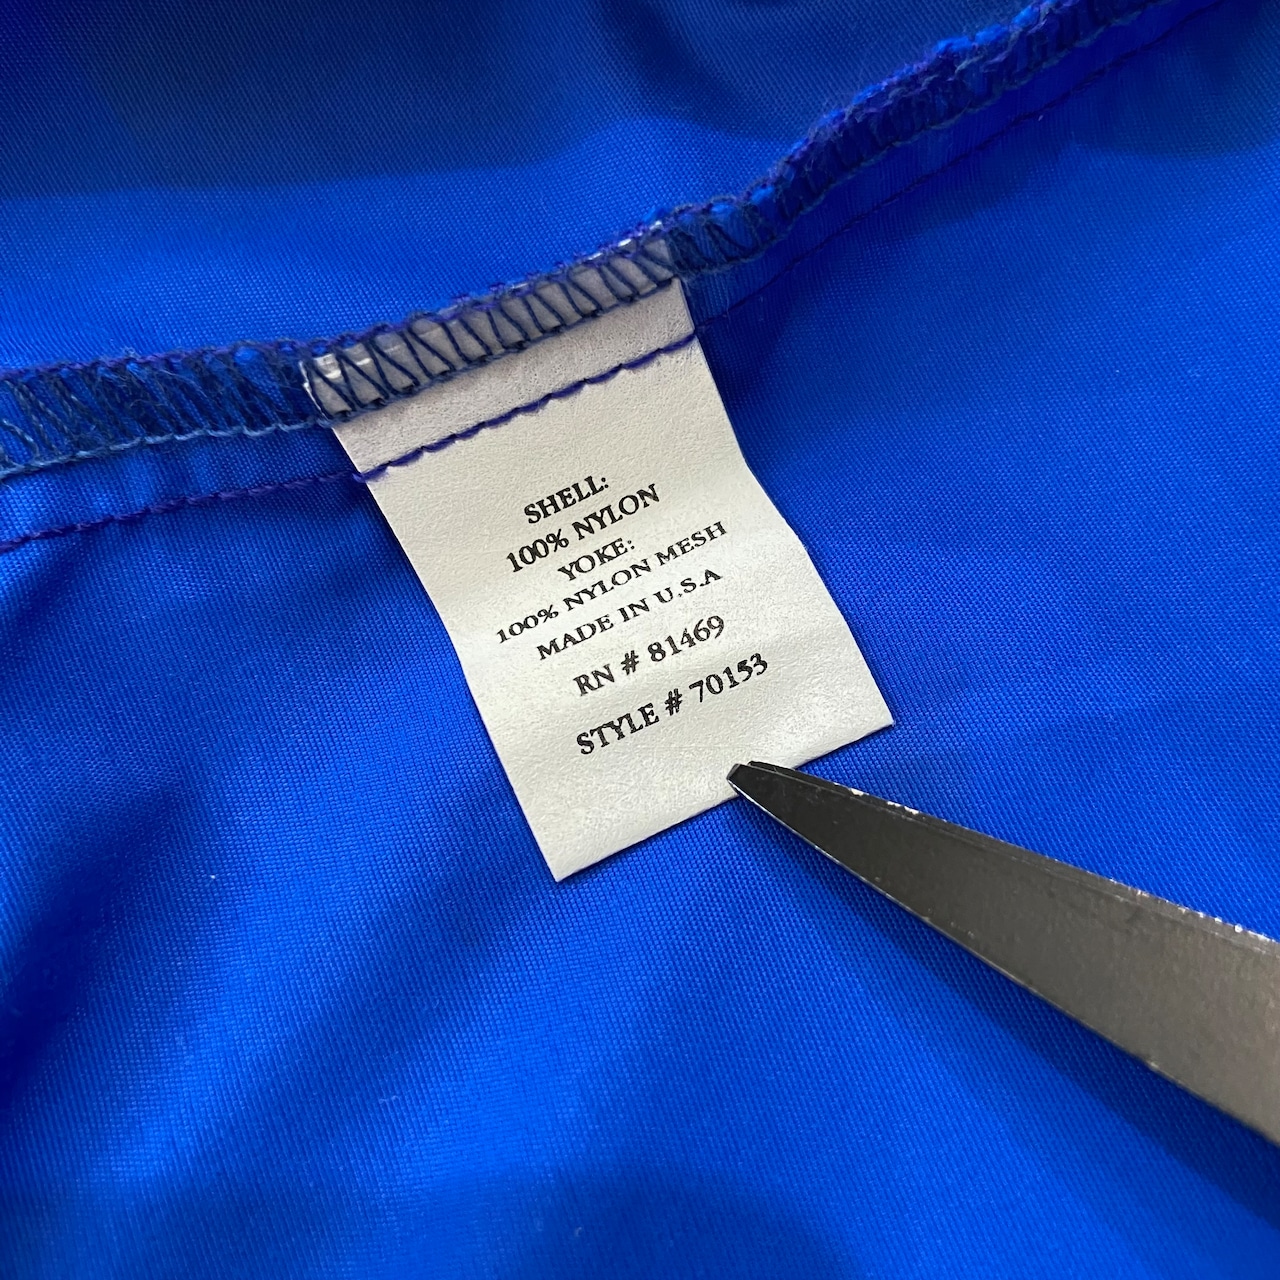 SHELL:
100% NYLON
YOKE:
100% NYLON MESH
MADE IN U.S.A
RN # 81469
STYLE # 70153